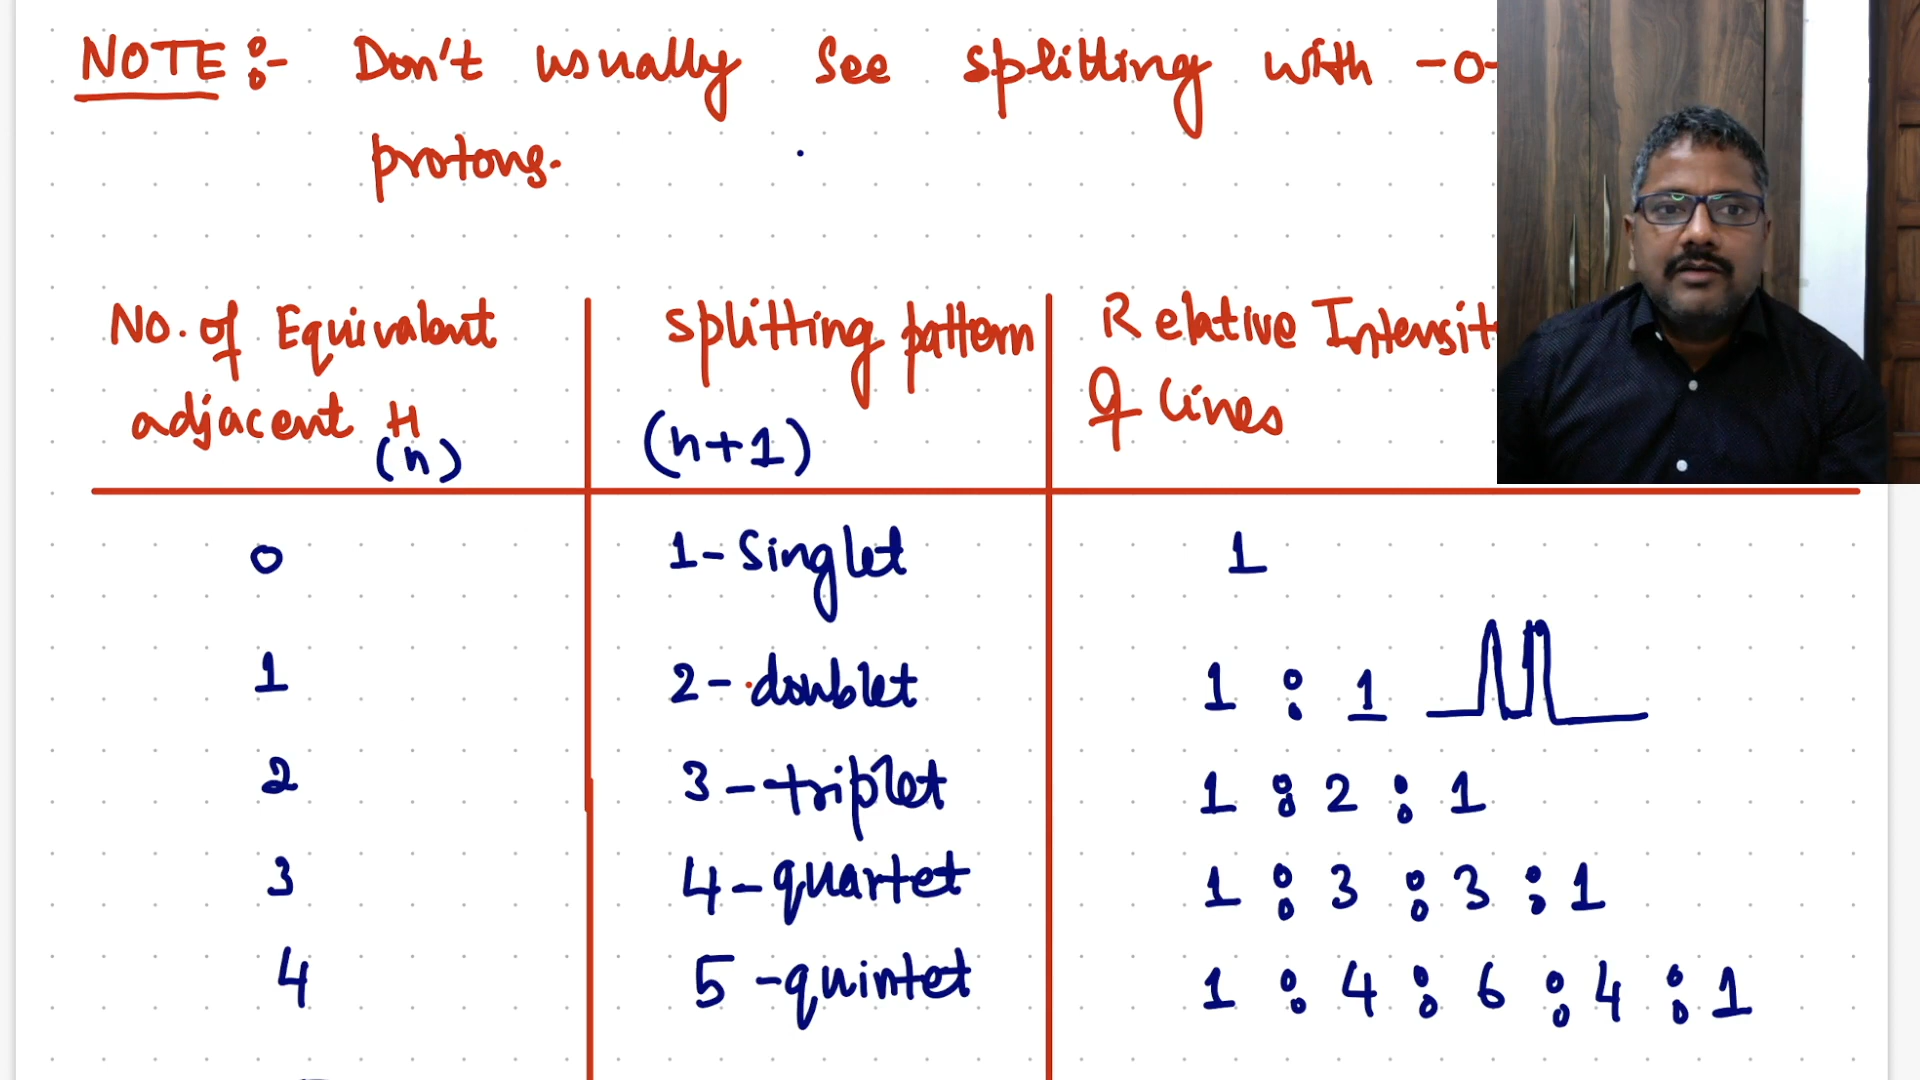 NOTE :- Don't usually see splitting with -O-
protons.
No. of Equivalent adjacent H (n) | splitting pattern (n+1) | Relative Intensit of lines
0 | 1 - Singlet | 1
1 | 2 - doublet | 1 : 1
2 | 3 - triplet | 1 : 2 : 1
3 | 4 - quartet | 1 : 3 : 3 : 1
4 | 5 - quintet | 1 : 4 : 6 : 4 : 1